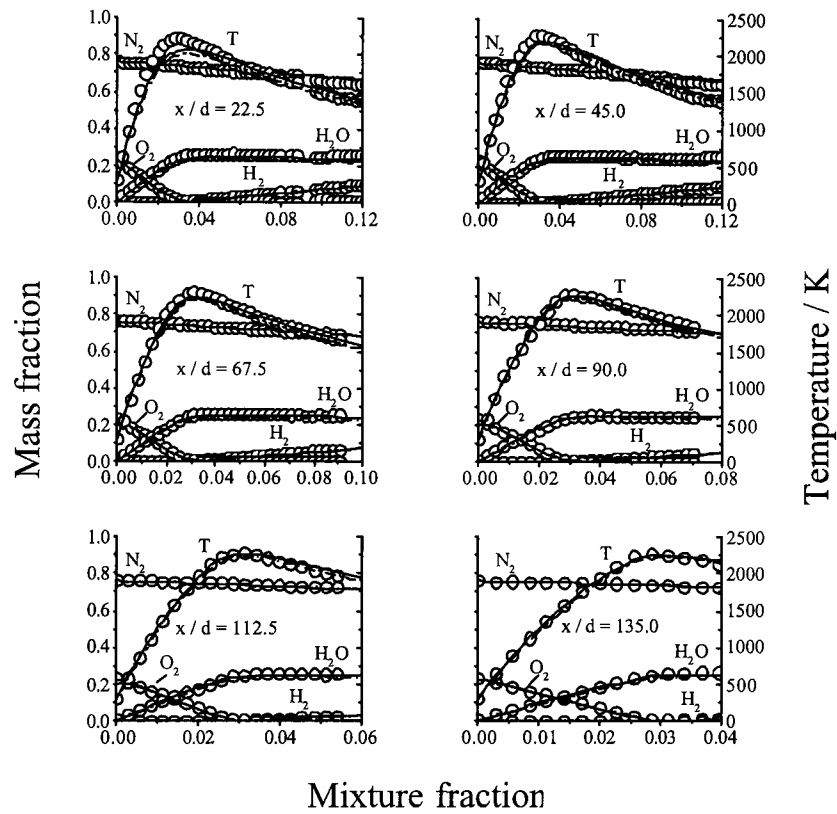 Mass fraction
Temperature / K
1.0
0.8
0.6
0.4
0.2
0.0
N2
T
x / d = 22.5
O2
H2O
H2
0.00 0.04 0.08 0.12
N2
T
x / d = 45.0
O2
H2O
H2
2500
2000
1500
1000
500
0
0.00 0.04 0.08 0.12
1.0
0.8
0.6
0.4
0.2
0.0
N2
T
x / d = 67.5
O2
H2O
H2
0.00 0.02 0.04 0.06 0.08 0.10
N2
T
x / d = 90.0
O2
H2O
H2
2500
2000
1500
1000
500
0
0.00 0.02 0.04 0.06 0.08
1.0
0.8
0.6
0.4
0.2
0.0
N2
T
x / d = 112.5
O2
H2O
H2
0.00 0.02 0.04 0.06
N2
T
x / d = 135.0
O2
H2O
H2
2500
2000
1500
1000
500
0
0.00 0.01 0.02 0.03 0.04
Mixture fraction